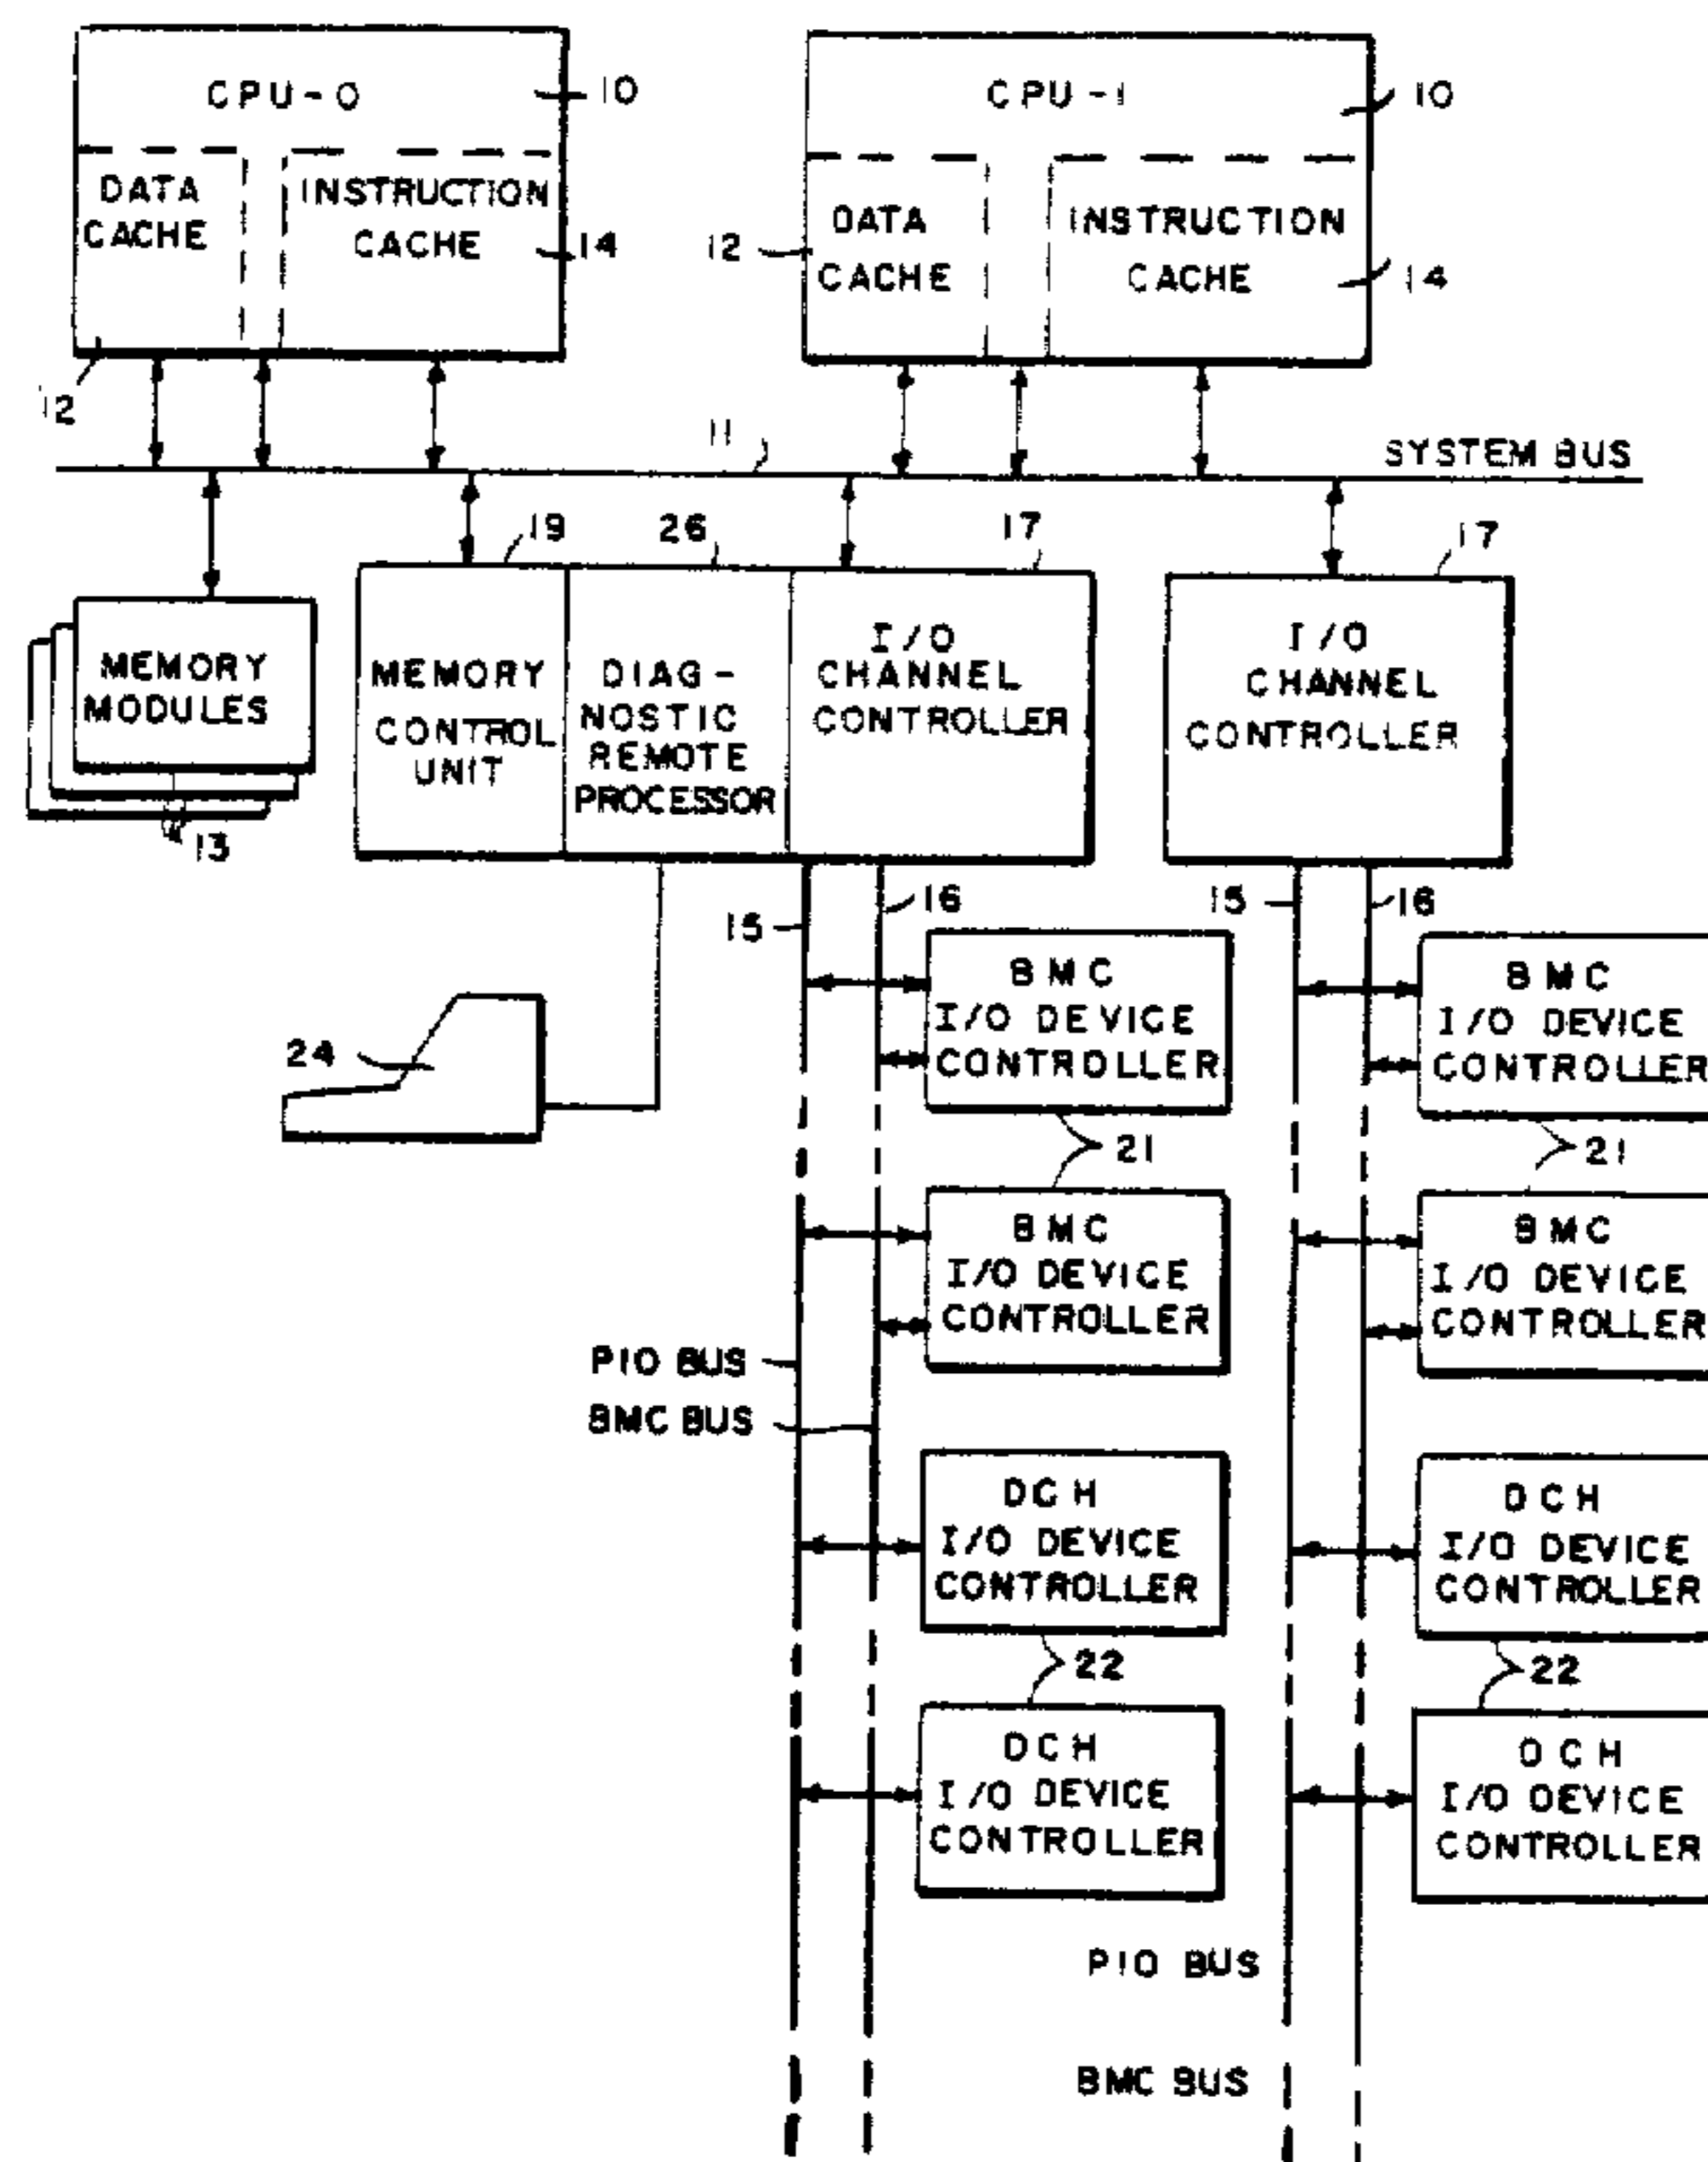 CPU-0
10
DATA
CACHE
INSTRUCTION
CACHE
14
12
CPU-1
10
12
DATA
CACHE
INSTRUCTION
CACHE
14
11
SYSTEM BUS
19
26
17
17
MEMORY
MODULES
13
MEMORY
CONTROL
UNIT
DIAG-
NOSTIC
REMOTE
PROCESSOR
I/O
CHANNEL
CONTROLLER
I/O
CHANNEL
CONTROLLER
15
16
15
16
24
BMC
I/O DEVICE
CONTROLLER
BMC
I/O DEVICE
CONTROLLER
21
21
BMC
I/O DEVICE
CONTROLLER
BMC
I/O DEVICE
CONTROLLER
PIO BUS
BMC BUS
DCH
I/O DEVICE
CONTROLLER
DCH
I/O DEVICE
CONTROLLER
22
22
DCH
I/O DEVICE
CONTROLLER
DCH
I/O DEVICE
CONTROLLER
PIO BUS
BMC BUS